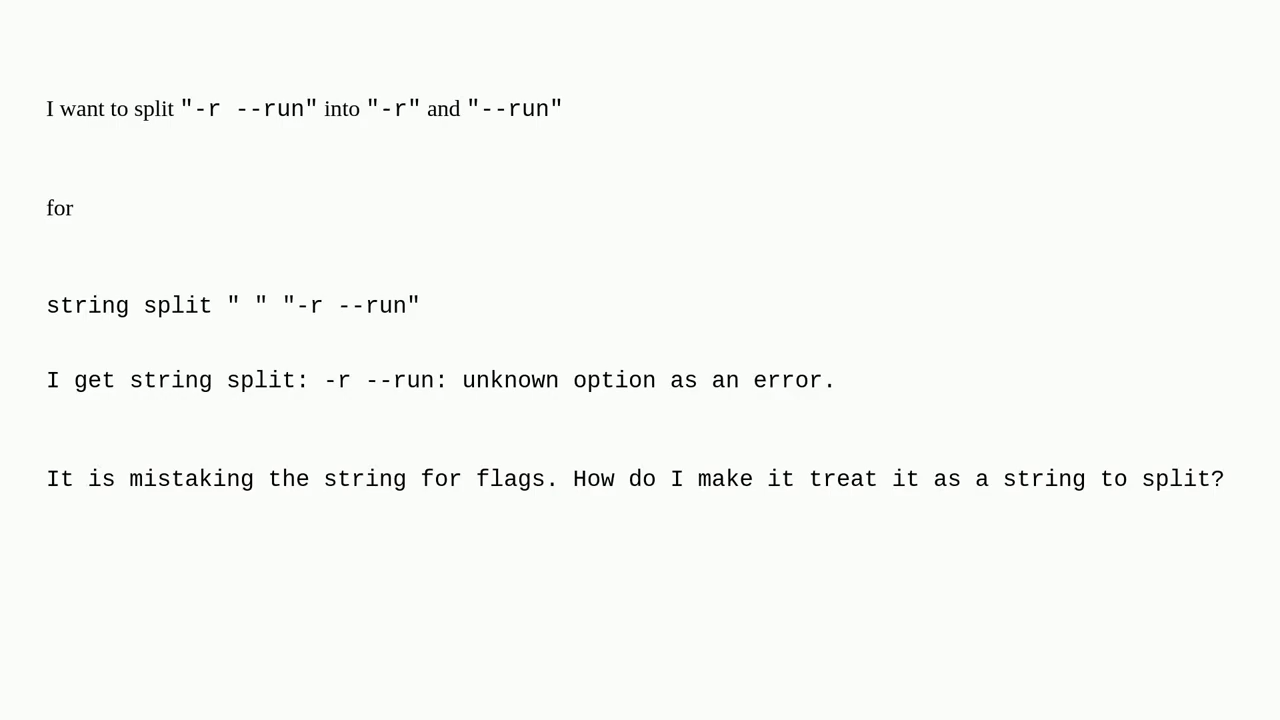 I want to split "-r --run" into "-r" and "--run"
for
string split " " "-r --run"
I get string split: -r --run: unknown option as an error.
It is mistaking the string for flags. How do I make it treat it as a string to split?